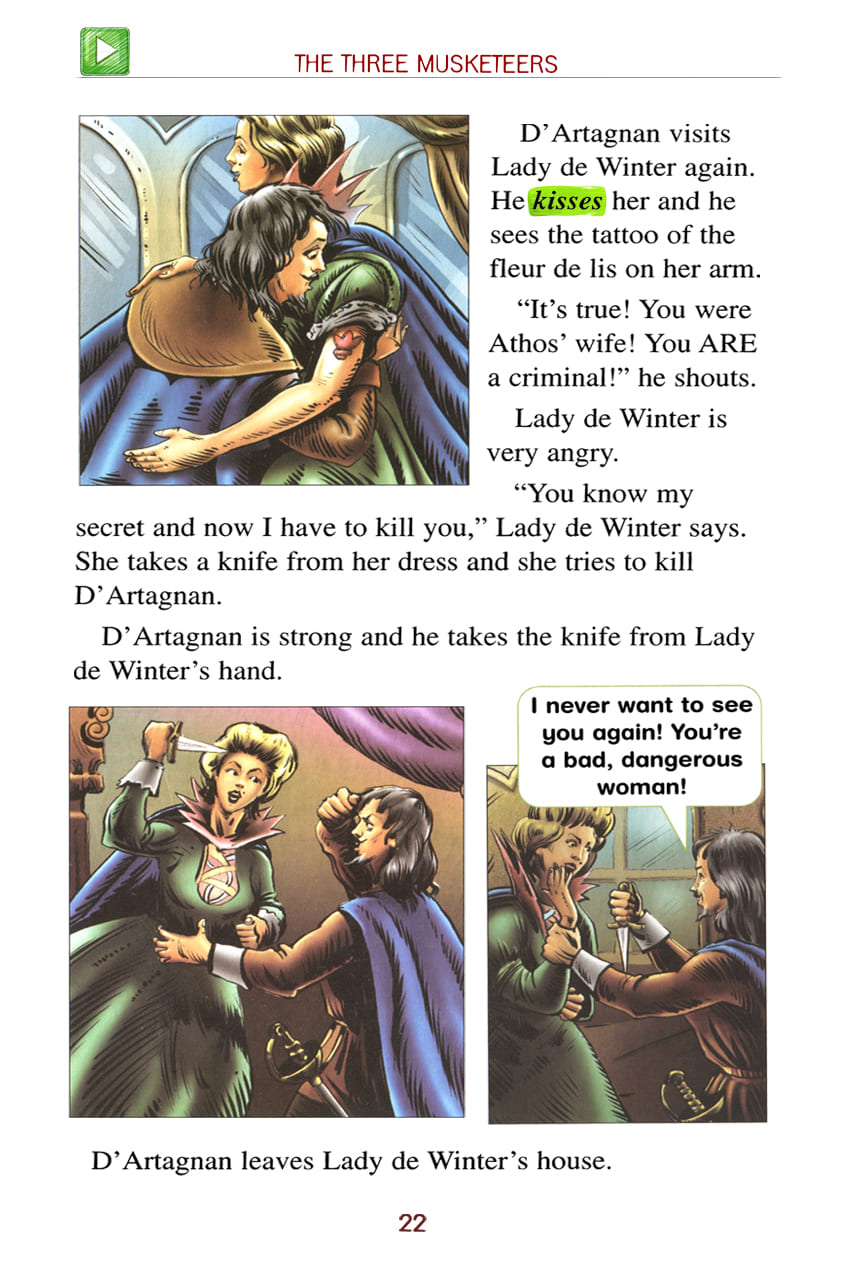 THE THREE MUSKETEERS
D’Artagnan visits
Lady de Winter again.
He kisses her and he
sees the tattoo of the
fleur de lis on her arm.
“It’s true! You were
Athos’ wife! You ARE
a criminal!” he shouts.
Lady de Winter is
very angry.
“You know my
secret and now I have to kill you,” Lady de Winter says.
She takes a knife from her dress and she tries to kill
D’Artagnan.
D’Artagnan is strong and he takes the knife from Lady
de Winter’s hand.
I never want to see
you again! You’re
a bad, dangerous
woman!
D’Artagnan leaves Lady de Winter’s house.
22